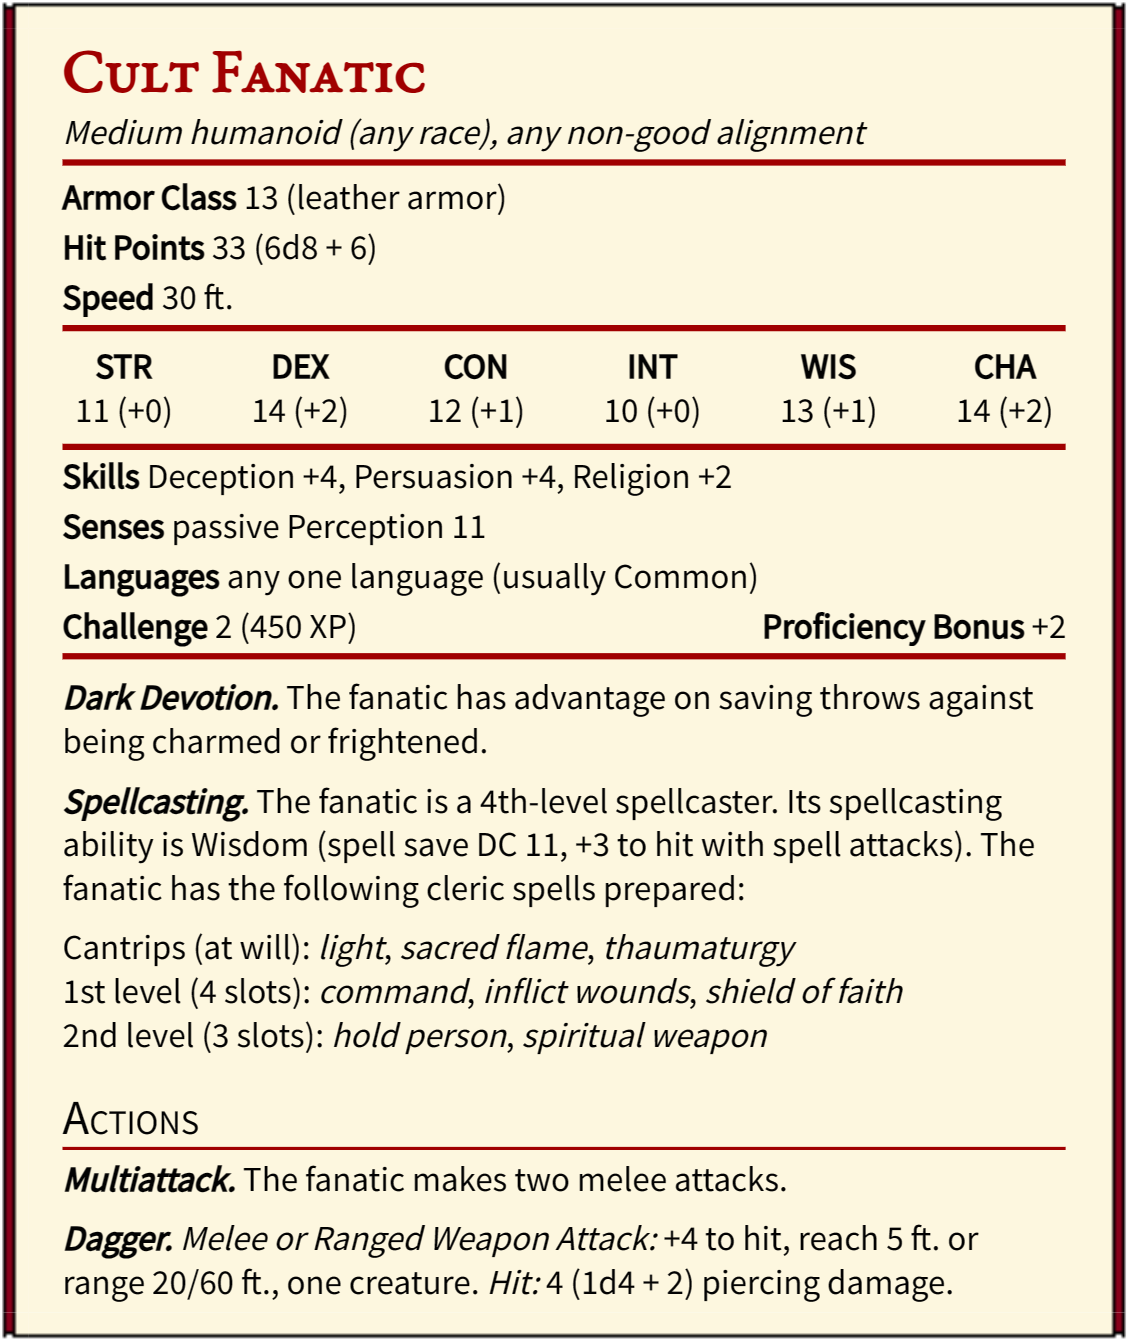 Cult Fanatic
Medium humanoid (any race), any non-good alignment
Armor Class 13 (leather armor)
Hit Points 33 (6d8 + 6)
Speed 30 ft.
STR DEX CON INT WIS CHA
11 (+0) 14 (+2) 12 (+1) 10 (+0) 13 (+1) 14 (+2)
Skills Deception +4, Persuasion +4, Religion +2
Senses passive Perception 11
Languages any one language (usually Common)
Challenge 2 (450 XP) Proficiency Bonus +2
Dark Devotion. The fanatic has advantage on saving throws against
being charmed or frightened.
Spellcasting. The fanatic is a 4th-level spellcaster. Its spellcasting
ability is Wisdom (spell save DC 11, +3 to hit with spell attacks). The
fanatic has the following cleric spells prepared:
Cantrips (at will): light, sacred flame, thaumaturgy
1st level (4 slots): command, inflict wounds, shield of faith
2nd level (3 slots): hold person, spiritual weapon
Actions
Multiattack. The fanatic makes two melee attacks.
Dagger. Melee or Ranged Weapon Attack: +4 to hit, reach 5 ft. or
range 20/60 ft., one creature. Hit: 4 (1d4 + 2) piercing damage.